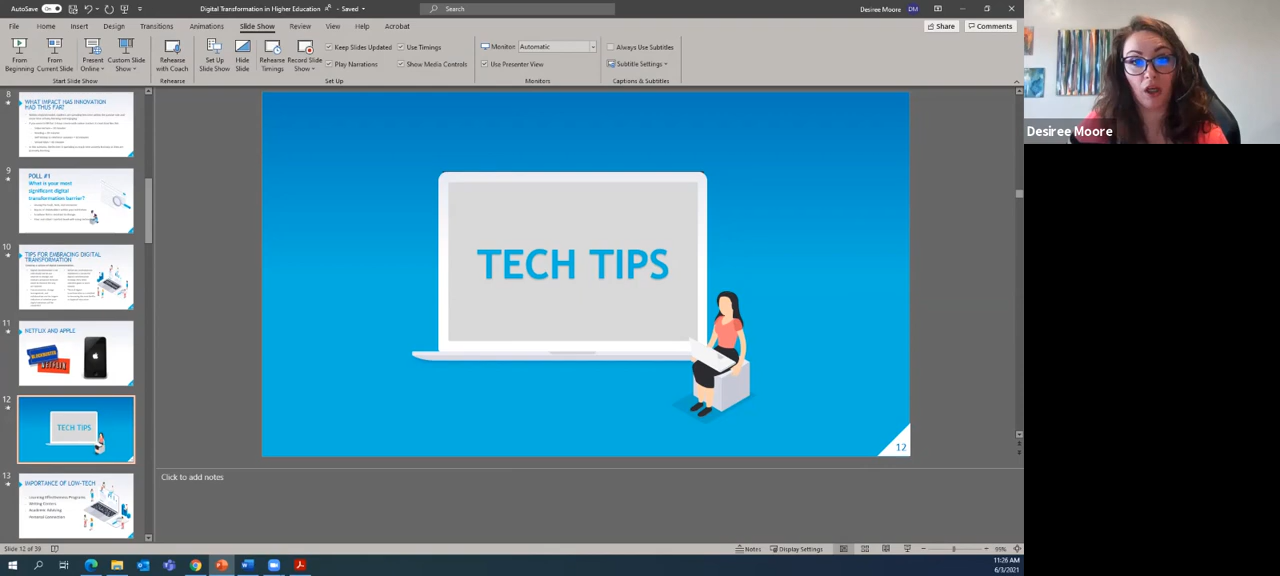 AutoSave On
Digital Transformation in Higher Education - Saved
Search
Desiree Moore DM
File Home Insert Design Transitions Animations Slide Show Review View Help Acrobat
Share Comments
From Beginning
From Current Slide
Present Online
Custom Slide Show
Rehearse with Coach
Set Up Slide Show
Hide Slide
Rehearse Timings
Record Slide Show
Keep Slides Updated
Play Narrations
Use Timings
Show Media Controls
Monitor: Automatic
Use Presenter View
Always Use Subtitles
Subtitle Settings
Start Slide Show Rehearse Set Up Monitors Captions & Subtitles
8
WHAT IMPACT HAS INNOVATION
HAD THUS FAR?
9
POLL #1
What is your most
significant digital
transformation barrier?
10
TIPS FOR EMBRACING DIGITAL
TRANSFORMATION
11
NETFLIX AND APPLE
BLOCKBUSTER
NETFLIX
12
TECH TIPS
13
IMPORTANCE OF LOW-TECH
Learning Effectiveness Programs
Writing Centers
Academic Advising
Personal Connection
TECH TIPS
12
Click to add notes
Desiree Moore
Slide 12 of 39
Notes Display Settings
99%
11:26 AM
6/3/2021